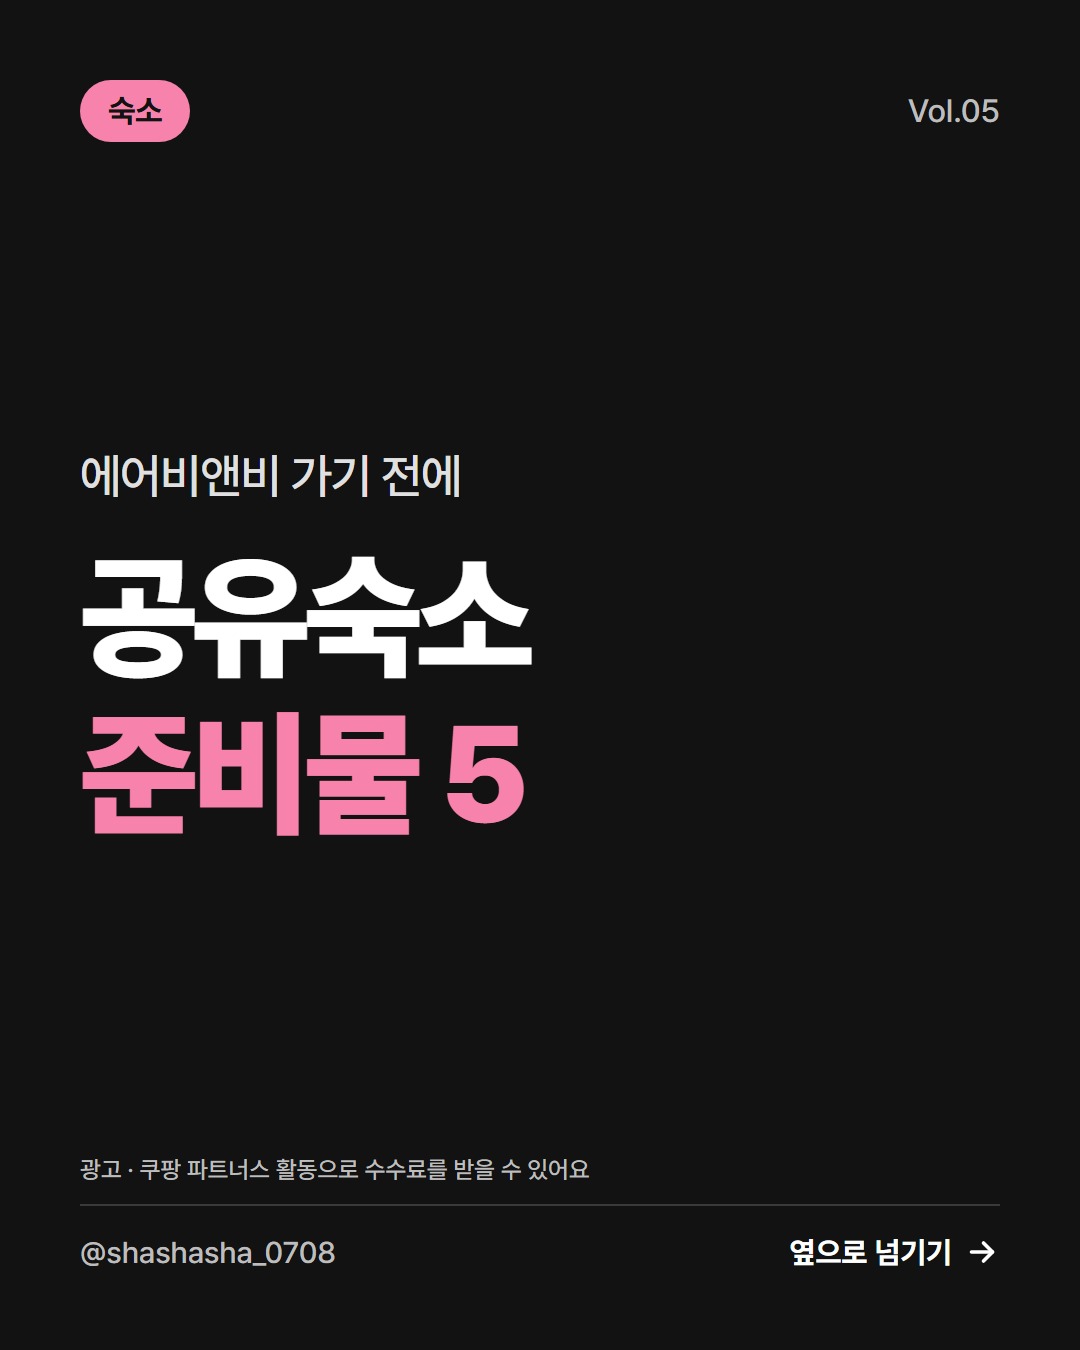 숙소
Vol.05
에어비앤비 가기 전에
공유숙소
준비물 5
광고 · 쿠팡 파트너스 활동으로 수수료를 받을 수 있어요
@shashasha_0708
옆으로 넘기기 →